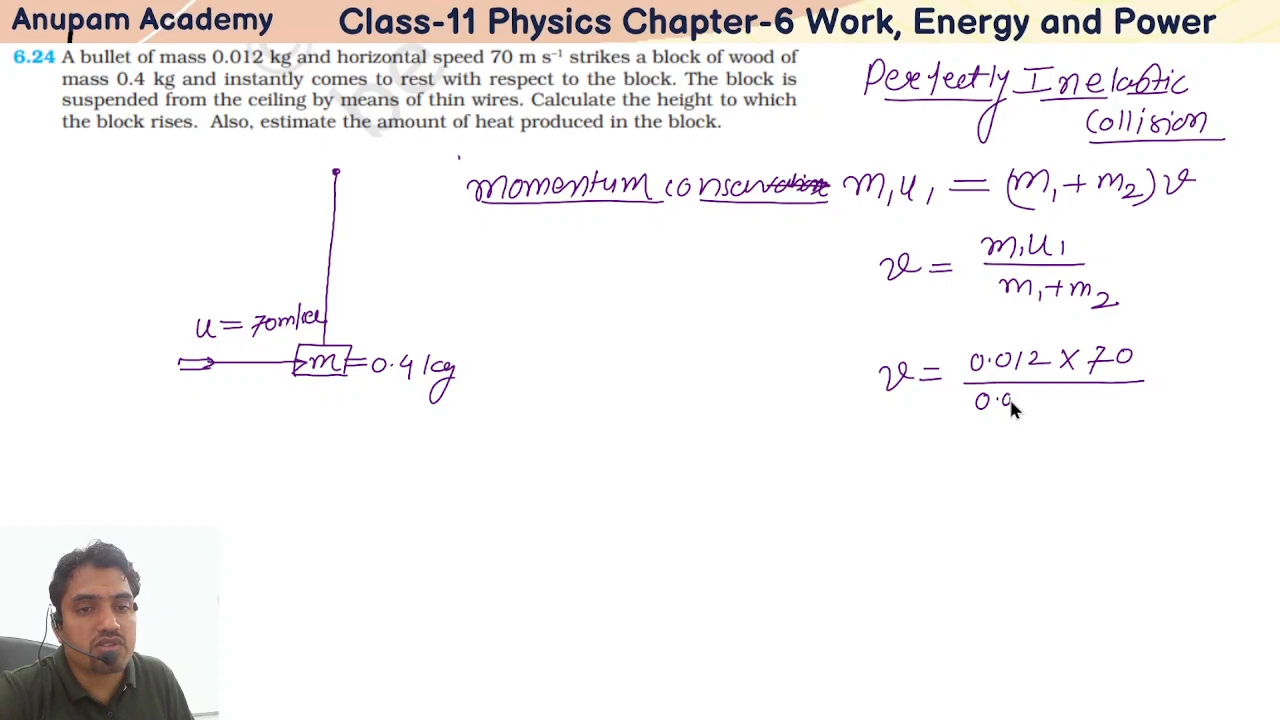 Anupam Academy
Class-11 Physics Chapter-6 Work, Energy and Power
6.24 A bullet of mass 0.012 kg and horizontal speed 70 m s⁻¹ strikes a block of wood of
mass 0.4 kg and instantly comes to rest with respect to the block. The block is
suspended from the ceiling by means of thin wires. Calculate the height to which
the block rises. Also, estimate the amount of heat produced in the block.
Perfectly Inelastic
Collision
momentum m₁u₁ = (m₁+m₂)v
v = m₁u₁ / m₁+m₂
u = 70m/sec
m = 0.4 kg
v = 0.012 × 70
0.0